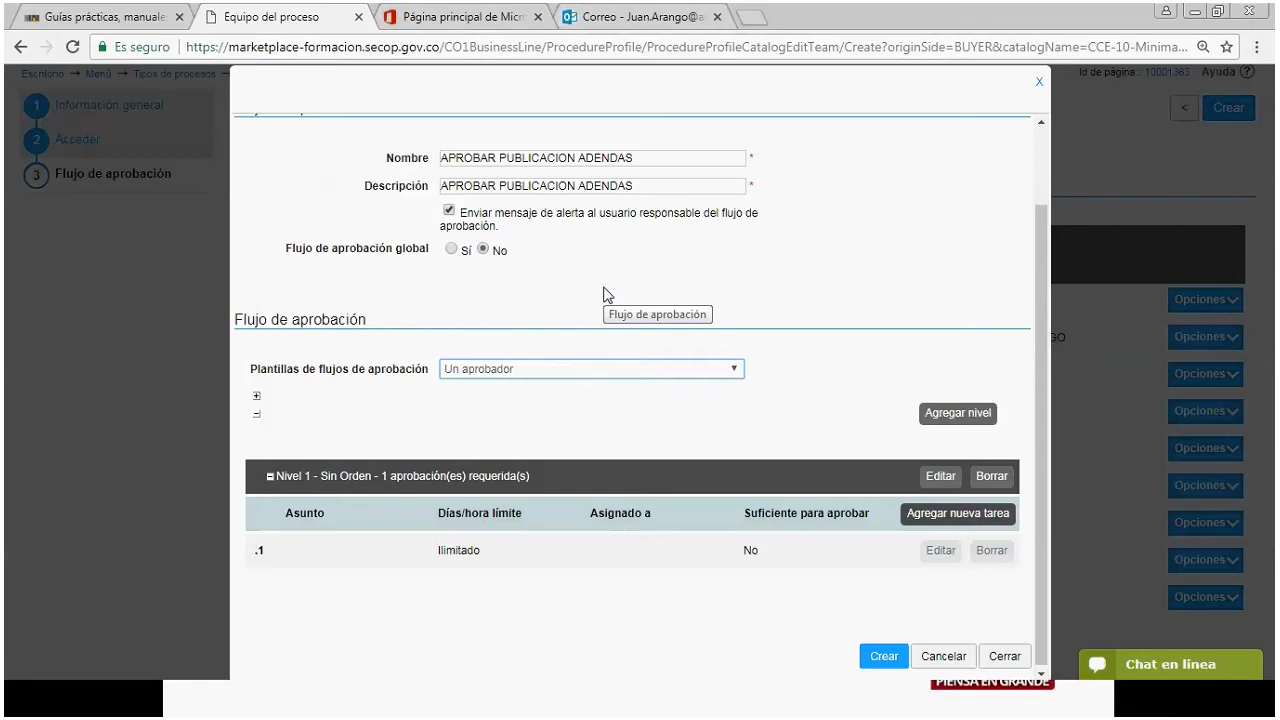 Guías prácticas, manuale
Equipo del proceso
Página principal de Micr
Correo - Juan.Arango@a
Es seguro
https://marketplace-formacion.secop.gov.co/CO1BusinessLine/ProcedureProfile/ProcedureProfileCatalogEditTeam/Create?originSide=BUYER&catalogName=CCE-10-Minima...
Escritorio → Menú → Tipos de procesos →
Id de página:: 10001363 Ayuda
X
1 Información general
< Crear
2 Acceder
3 Flujo de aprobación
Nombre APROBAR PUBLICACION ADENDAS *
Descripción APROBAR PUBLICACION ADENDAS *
Enviar mensaje de alerta al usuario responsable del flujo de
aprobación.
Flujo de aprobación global Sí No
Flujo de aprobación
Flujo de aprobación
Plantillas de flujos de aprobación Un aprobador
Agregar nivel
Nivel 1 - Sin Orden - 1 aprobación(es) requerida(s) Editar Borrar
Asunto Días/hora límite Asignado a Suficiente para aprobar Agregar nueva tarea
.1 Ilimitado No Editar Borrar
Crear Cancelar Cerrar
Opciones
GO Opciones
Opciones
Opciones
Opciones
Opciones
Opciones
Opciones
Opciones
Chat en línea
PIENSA EN GRANDE